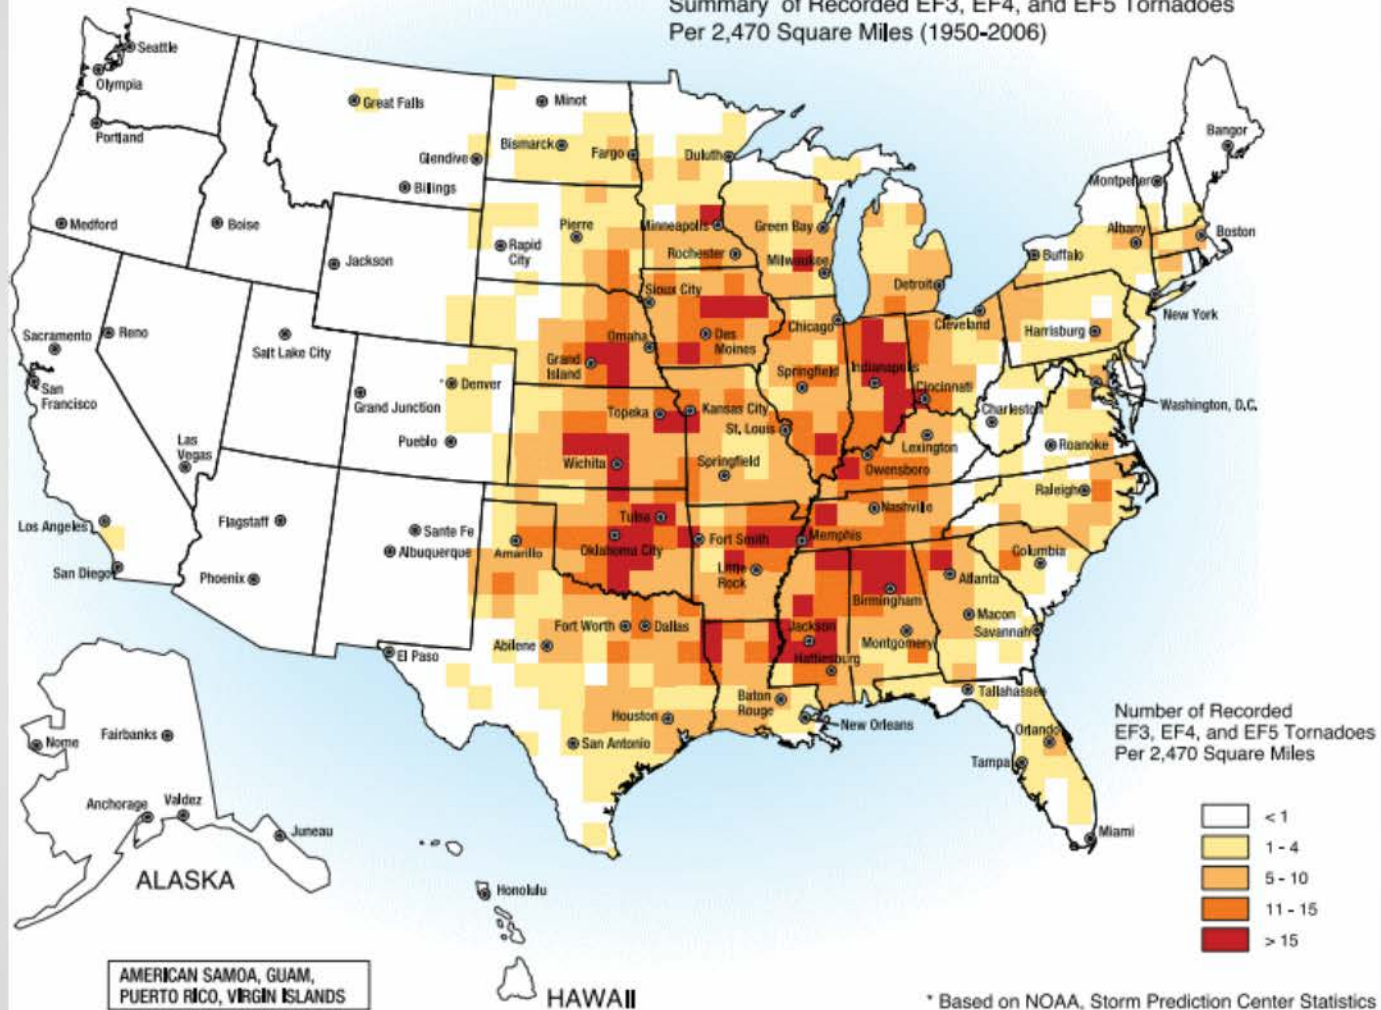 Summary of Recorded EF3, EF4, and EF5 Tornadoes
Per 2,470 Square Miles (1950-2006)
Seattle
Olympia
Portland
Great Falls
Minot
Bangor
Glendive
Bismarck
Fargo
Duluth
Montpelier
Billings
Medford
Boise
Jackson
Rapid
City
Pierre
Minneapolis
Rochester
Green Bay
Milwaukee
Buffalo
Albany
Boston
Sioux City
Detroit
Sacramento
Reno
Salt Lake City
San
Francisco
Grand Junction
Denver
Pueblo
Omaha
Grand
Island
Des
Moines
Chicago
Cleveland
Harrisburg
New York
Springfield
Indianapolis
Cincinnati
Washington, D.C.
Topeka
Kansas City
St. Louis
Charleston
Lexington
Roanoke
Las
Vegas
Wichita
Springfield
Owensboro
Raleigh
Los Angeles
Flagstaff
Sante Fe
Albuquerque
Amarillo
Tulsa
Oklahoma City
Fort Smith
Memphis
Nashville
San Diego
Phoenix
Little
Rock
Columbia
Atlanta
Birmingham
Macon
Savannah
El Paso
Abilene
Fort Worth
Dallas
Jackson
Hattiesburg
Montgomery
Tallahassee
Houston
San Antonio
Baton
Rouge
New Orleans
Orlando
Tampa
Miami
Nome
Fairbanks
Anchorage
Valdez
Juneau
ALASKA
Honolulu
HAWAII
AMERICAN SAMOA, GUAM,
PUERTO RICO, VIRGIN ISLANDS
Number of Recorded
EF3, EF4, and EF5 Tornadoes
Per 2,470 Square Miles
< 1
1 - 4
5 - 10
11 - 15
> 15
* Based on NOAA, Storm Prediction Center Statistics